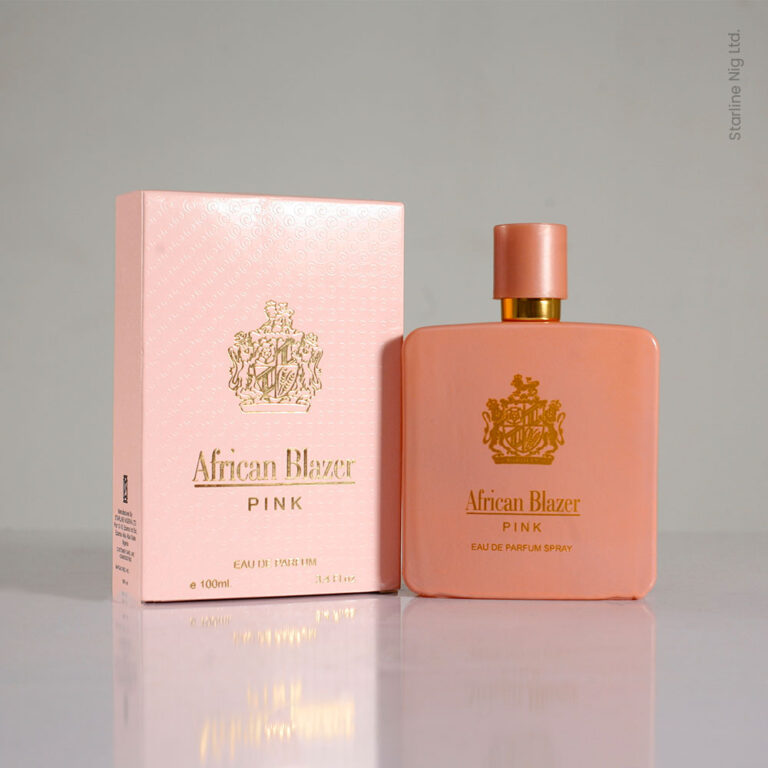 Starline Nig Ltd.
African Blazer
PINK
EAU DE PARFUM
e 100ml.
African Blazer
PINK
EAU DE PARFUM SPRAY